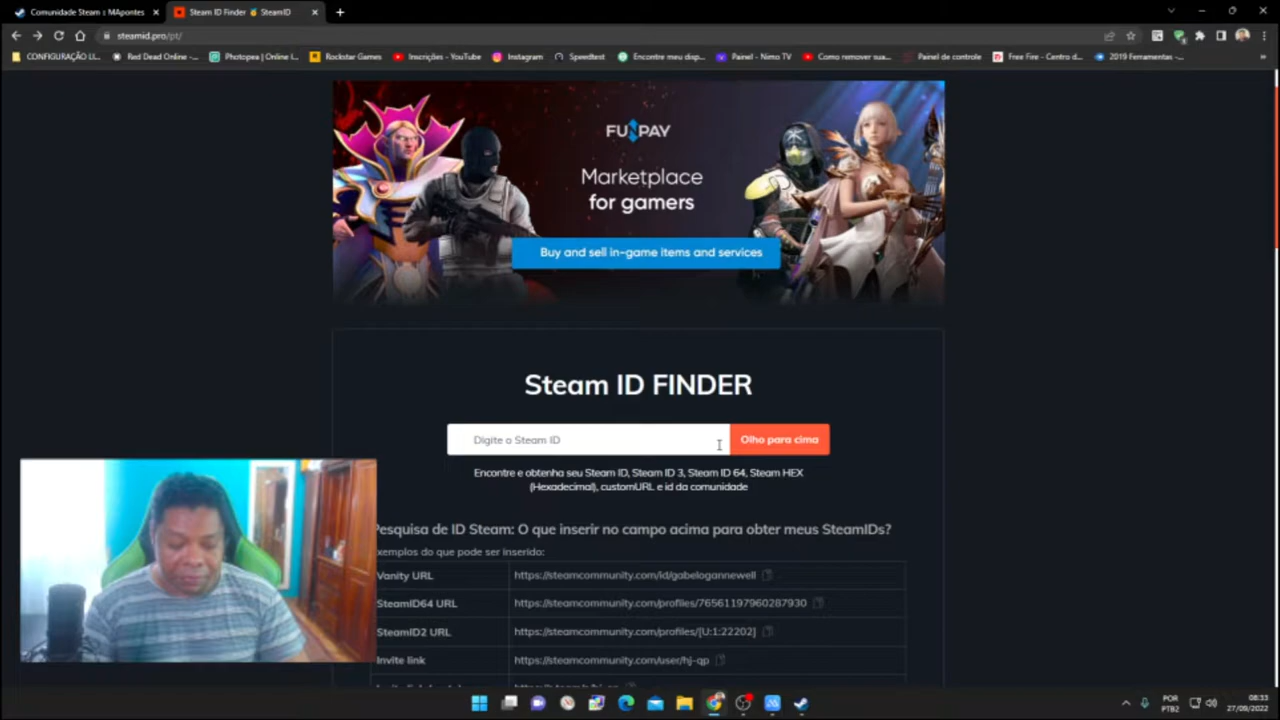 Comunidade Steam :: MApontes
Steam ID Finder 🥇 SteamID
steamid.pro/pt/
CONFIGURAÇÃO LI...
Red Dead Online -...
Photopea | Online I...
Rockstar Games
Inscrições - YouTube
Instagram
Speedtest
Encontre meu disp...
Painel - Nimo TV
Como remover sua...
Painel de controle
Free Fire - Centro d...
2019 Ferramentas -...
FUNPAY
Marketplace
for gamers
Buy and sell in-game items and services
Steam ID FINDER
Digite o Steam ID
Olho para cima
Encontre e obtenha seu Steam ID, Steam ID 3, Steam ID 64, Steam HEX
(Hexadecimal), customURL e id da comunidade
Pesquisa de ID Steam: O que inserir no campo acima para obter meus SteamIDs?
xemplos do que pode ser inserido:
Vanity URL https://steamcommunity.com/id/gabelogannewell
SteamID64 URL https://steamcommunity.com/profiles/76561197960287930
SteamID2 URL https://steamcommunity.com/profiles/[U:1:22202]
Invite link https://steamcommunity.com/user/hj-qp
POR
PTB2
08:33
27/09/2022